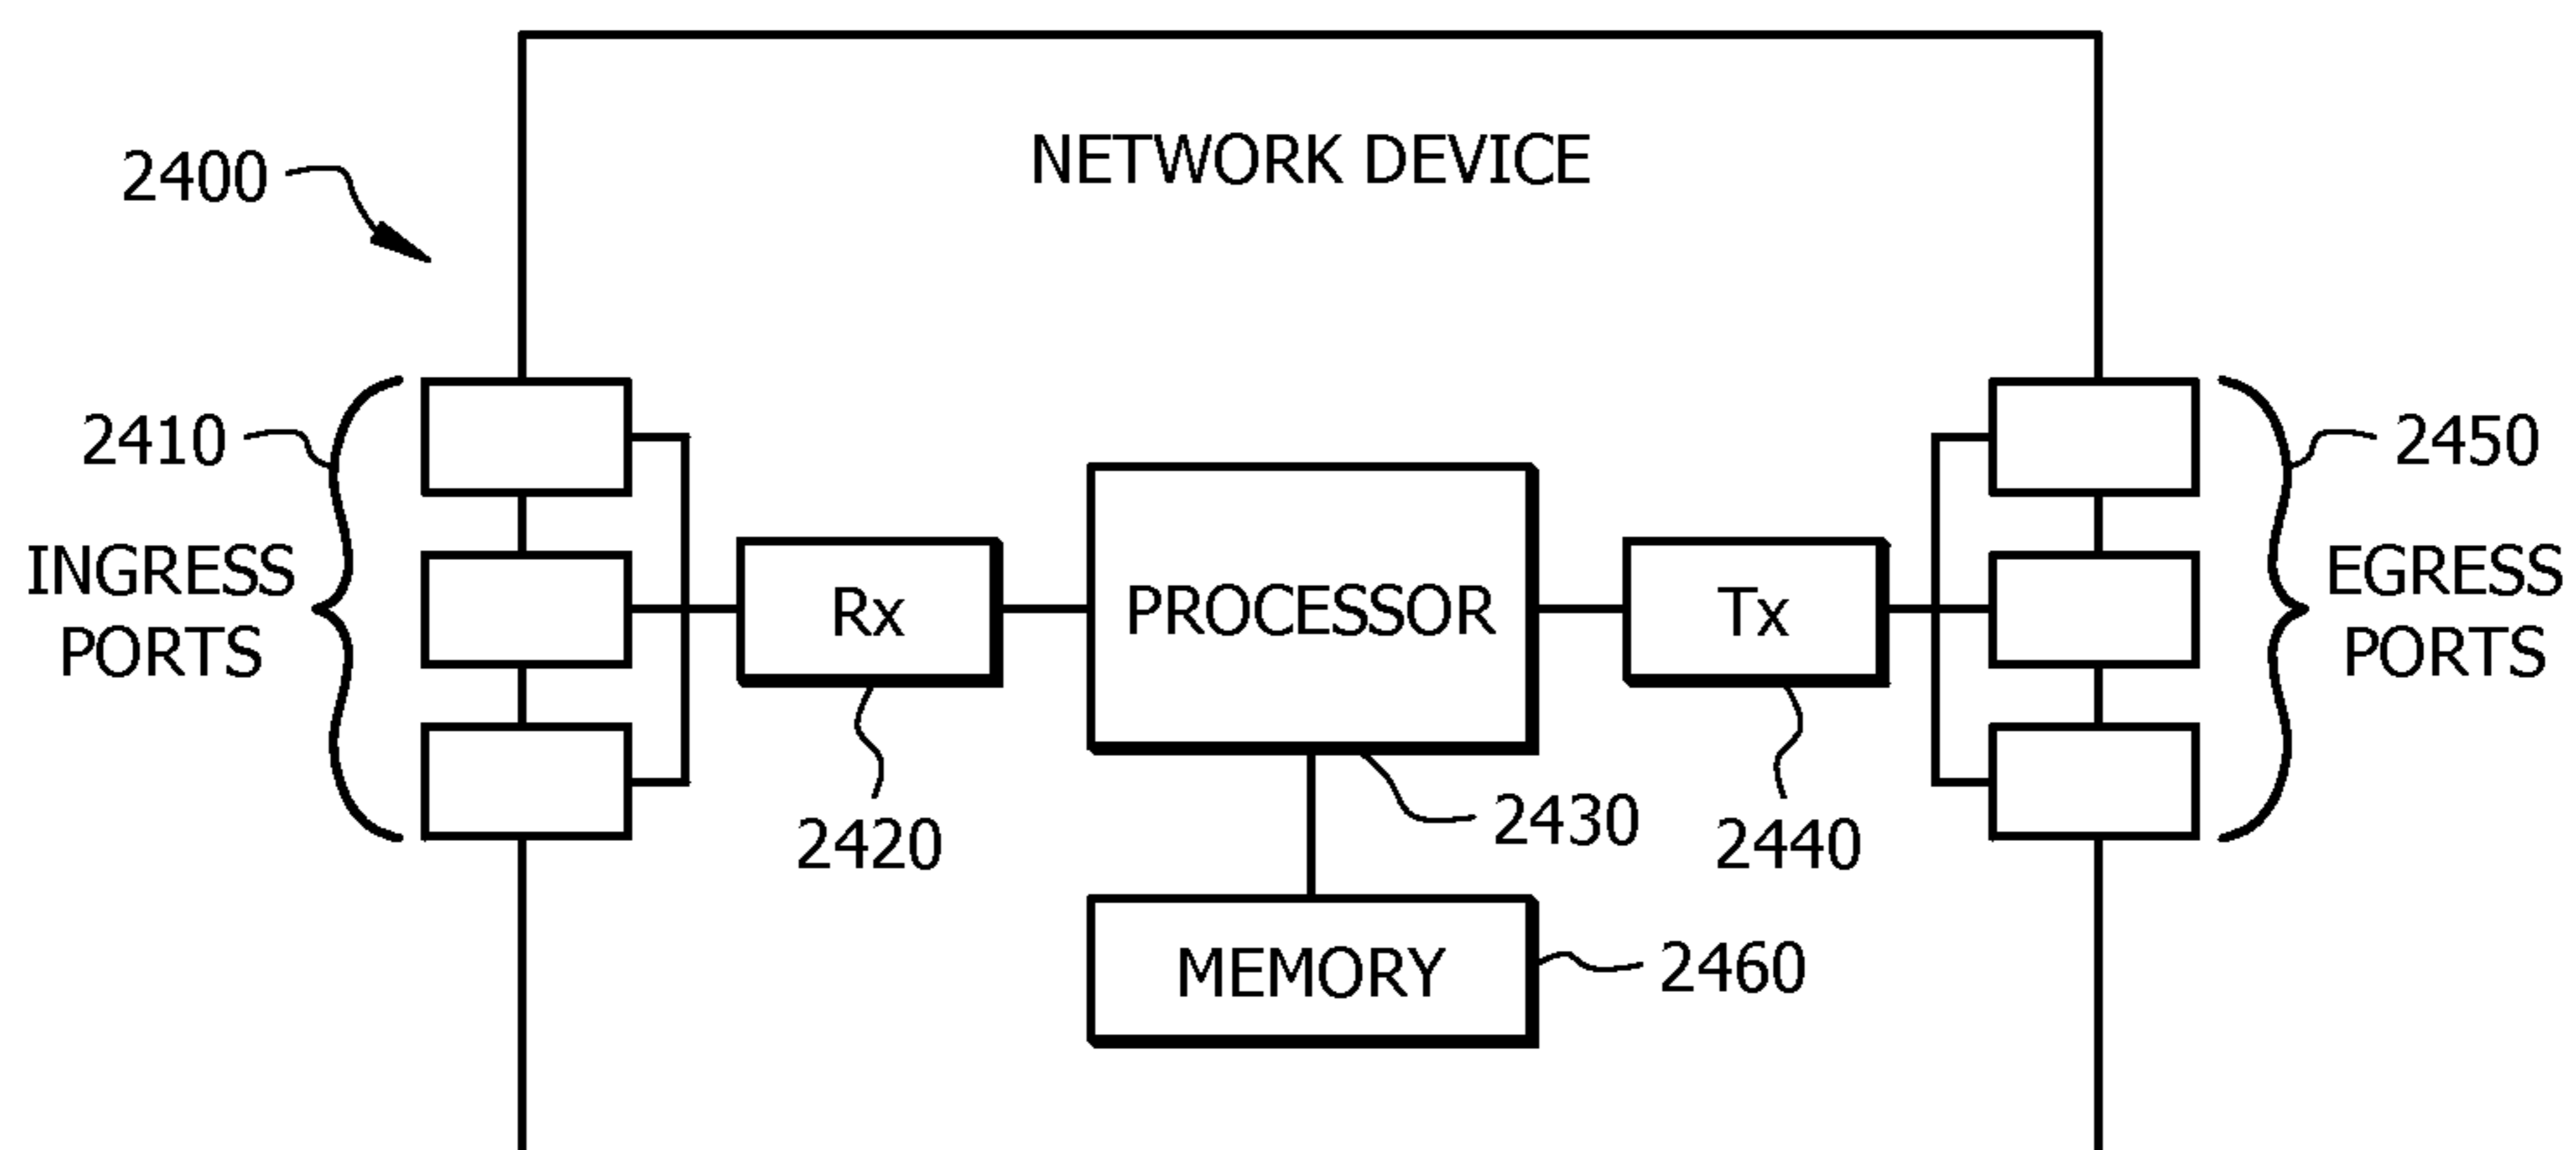 NETWORK DEVICE
2400
2410
2450
INGRESS
PORTS
Rx
PROCESSOR
Tx
EGRESS
PORTS
2420
2430
2440
MEMORY
2460